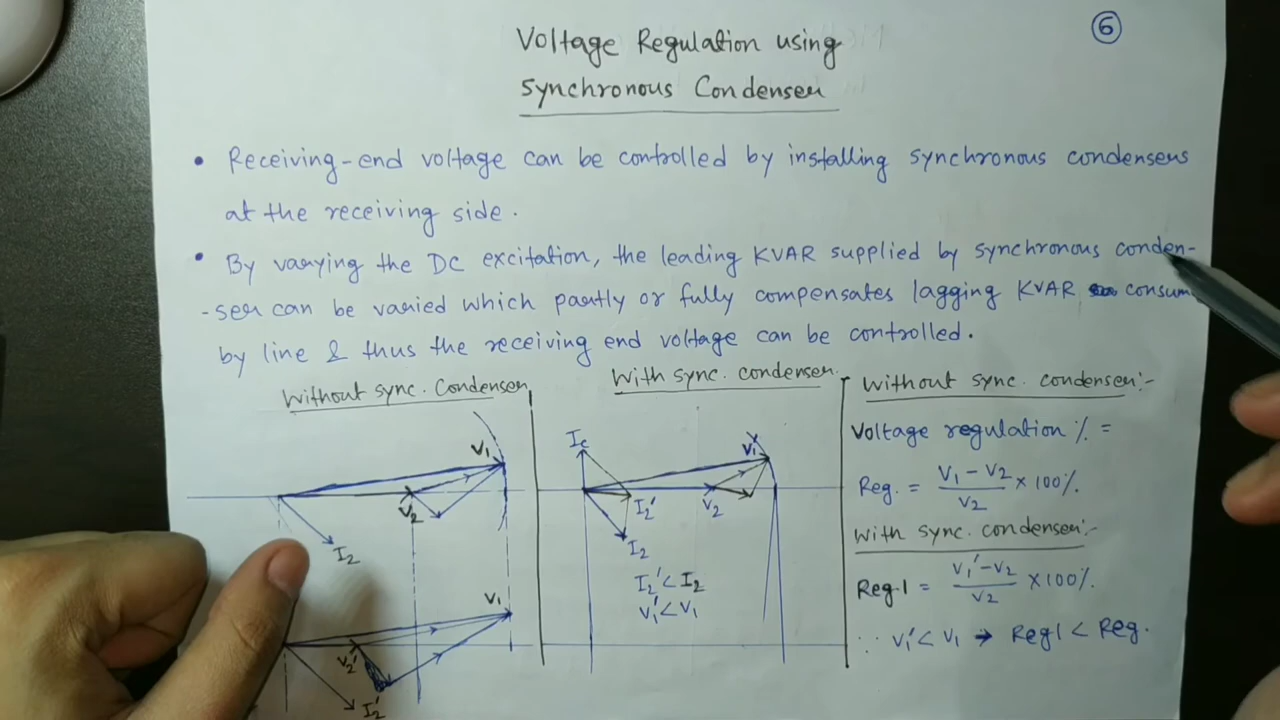 6
Voltage Regulation using
Synchronous Condenser
• Receiving-end voltage can be controlled by installing synchronous condensers
at the receiving side.
• By varying the DC excitation, the leading KVAR supplied by synchronous conden-
-ser can be varied which partly or fully compensates lagging KVAR consum
by line & thus the receiving end voltage can be controlled.
Without sync. Condenser
V1
V2
I2
V1
V2'
I2'
With sync. condenser.
Ic
V1'
I2'
V2
I2
I2' < I2
V1' < V1
Without sync. condenser:-
Voltage regulation % =
Reg. = V1 - V2 / V2 × 100%.
With sync. condenser:-
Reg1 = V1' - V2 / V2 × 100%.
∴ V1' < V1 → Reg1 < Reg.